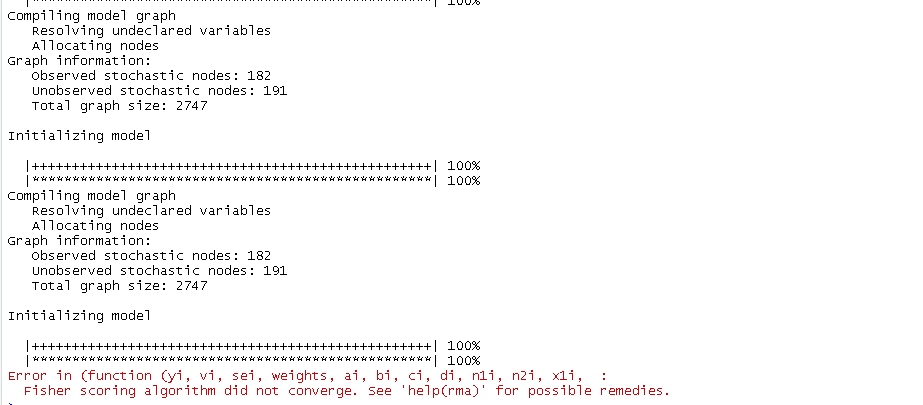 |**************************************************| 100%
Compiling model graph
   Resolving undeclared variables
   Allocating nodes
Graph information:
   Observed stochastic nodes: 182
   Unobserved stochastic nodes: 191
   Total graph size: 2747
Initializing model
  |++++++++++++++++++++++++++++++++++++++++++++++++++| 100%
  |**************************************************| 100%
Compiling model graph
   Resolving undeclared variables
   Allocating nodes
Graph information:
   Observed stochastic nodes: 182
   Unobserved stochastic nodes: 191
   Total graph size: 2747
Initializing model
  |++++++++++++++++++++++++++++++++++++++++++++++++++| 100%
  |**************************************************| 100%
Error in (function (yi, vi, sei, weights, ai, bi, ci, di, n1i, n2i, x1i,  :
  Fisher scoring algorithm did not converge. See 'help(rma)' for possible remedies.